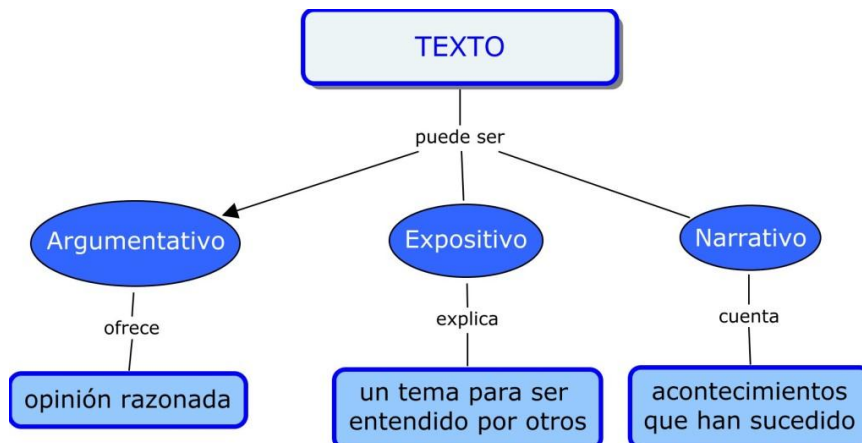 TEXTO
puede ser
Argumentativo
Expositivo
Narrativo
ofrece
explica
cuenta
opinión razonada
un tema para ser
entendido por otros
acontecimientos
que han sucedido